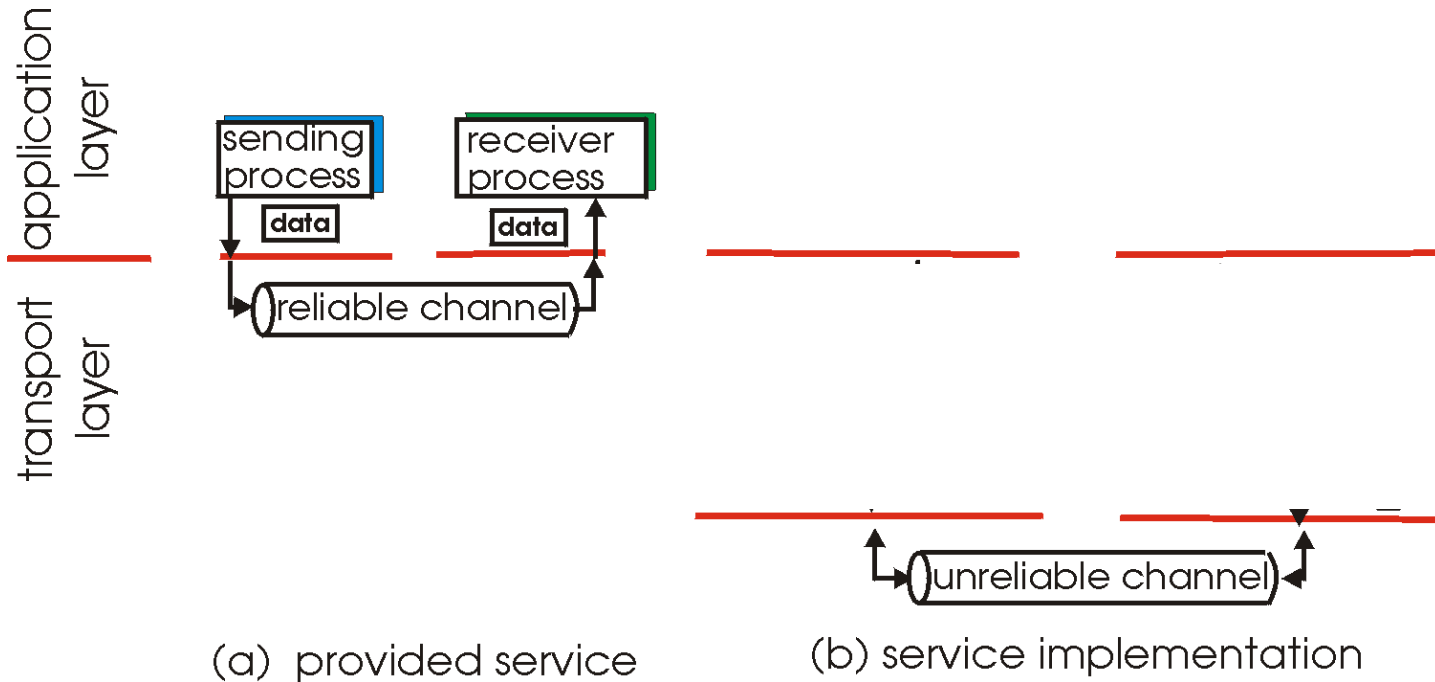 application
layer
transport
layer
sending
process
data
receiver
process
data
reliable channel
unreliable channel
(a) provided service
(b) service implementation